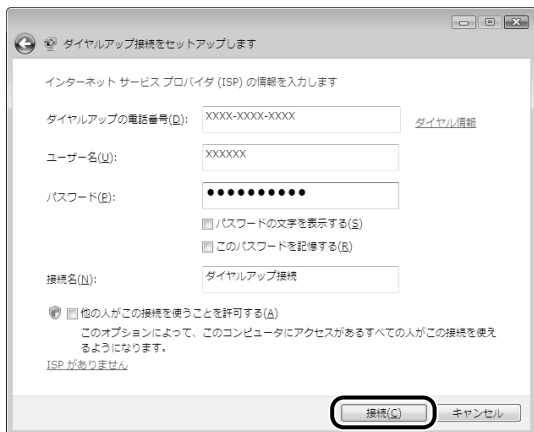 ダイヤルアップ接続をセットアップします
インターネット サービス プロバイダ (ISP) の情報を入力します
ダイヤルアップの電話番号(D): XXXX-XXXX-XXXX ダイヤル情報
ユーザー名(U): XXXXXX
パスワード(P): ●●●●●●●●●●
パスワードの文字を表示する(S)
このパスワードを記憶する(R)
接続名(N): ダイヤルアップ接続
他の人がこの接続を使うことを許可する(A)
このオプションによって、このコンピュータにアクセスがあるすべての人がこの接続を使え
るようになります。
ISP がありません
接続(C) キャンセル